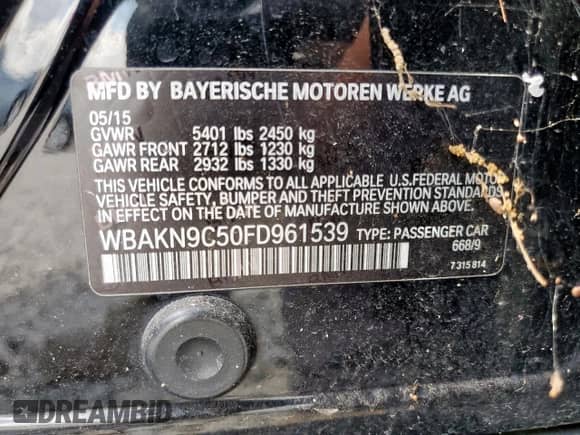 MFD BY BAYERISCHE MOTOREN WERKE AG
05/15
GVWR 5401 lbs 2450 kg
GAWR FRONT 2712 lbs 1230 kg
GAWR REAR 2932 lbs 1330 kg
THIS VEHICLE CONFORMS TO ALL APPLICABLE U.S.FEDERAL MOTOR
VEHICLE SAFETY, BUMPER AND THEFT PREVENTION STANDARDS
IN EFFECT ON THE DATE OF MANUFACTURE SHOWN ABOVE.
WBAKN9C50FD961539 TYPE: PASSENGER CAR
668/9
7315814
DREAMBID